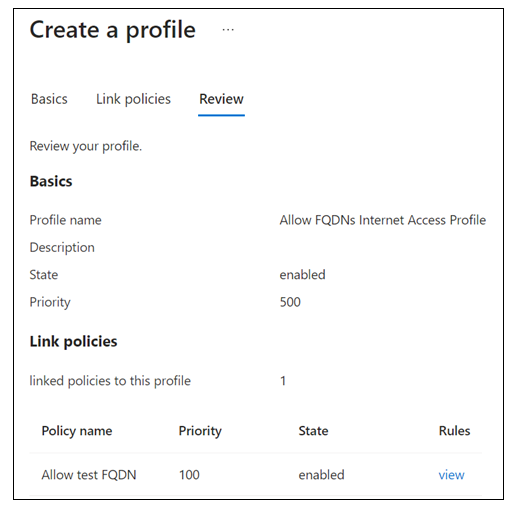 Create a profile ...
Basics Link policies Review
Review your profile.
Basics
Profile name Allow FQDNs Internet Access Profile
Description
State enabled
Priority 500
Link policies
linked policies to this profile 1
Policy name Priority State Rules
Allow test FQDN 100 enabled view